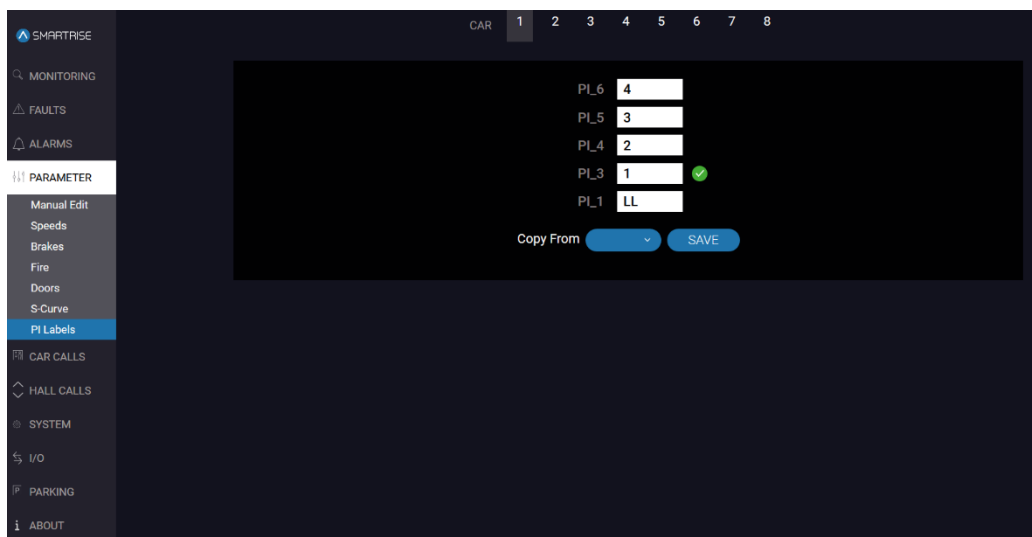 SMARTRISE
MONITORING
FAULTS
ALARMS
PARAMETER
Manual Edit
Speeds
Brakes
Fire
Doors
S-Curve
PI Labels
CAR CALLS
HALL CALLS
SYSTEM
I/O
PARKING
ABOUT
CAR 1 2 3 4 5 6 7 8
PI_6 4
PI_5 3
PI_4 2
PI_3 1
PI_1 LL
Copy From SAVE